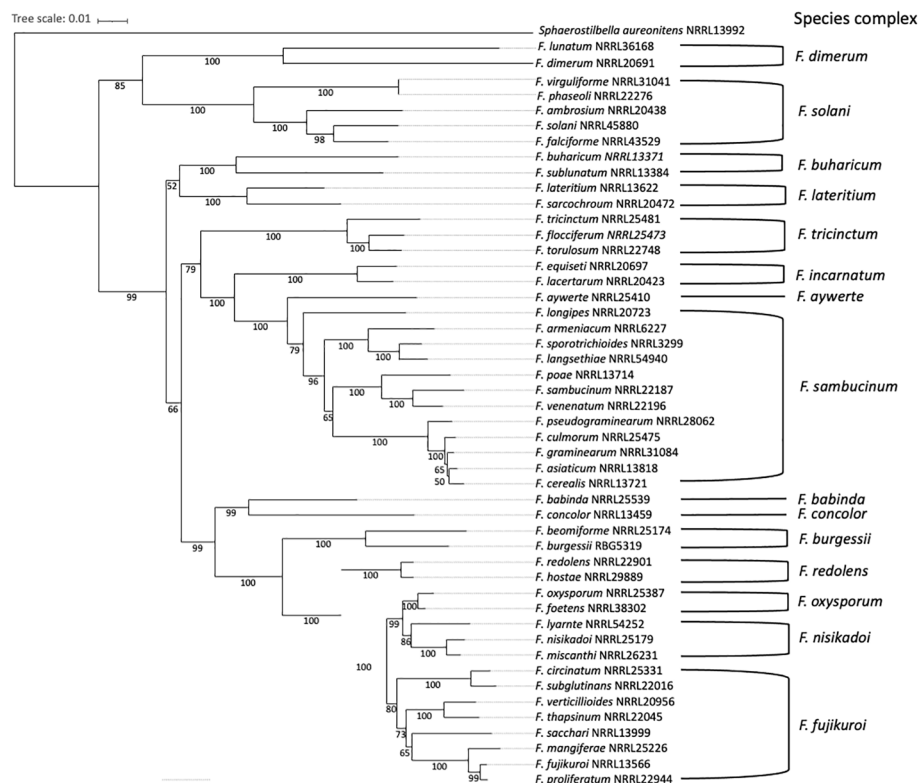 Tree scale: 0.01
Species complex
Sphaerostilbella aureonitens NRRL13992
F. lunatum NRRL36168
F. dimerum NRRL20691
F. dimerum
100
85
F. virguliforme NRRL31041
F. phaseoli NRRL22276
F. ambrosium NRRL20438
F. solani NRRL45880
F. falciforme NRRL43529
F. solani
100
100
100
98
F. buharicum NRRL13371
F. sublunatum NRRL13384
F. buharicum
100
52
F. lateritium NRRL13622
F. sarcochroum NRRL20472
F. lateritium
100
F. tricinctum NRRL25481
F. flocciferum NRRL25473
F. torulosum NRRL22748
F. tricinctum
100
100
79
F. equiseti NRRL20697
F. lacertarum NRRL20423
F. incarnatum
100
100
99
F. aywerte NRRL25410
F. aywerte
100
F. longipes NRRL20723
F. armeniacum NRRL6227
F. sporotrichioides NRRL3299
F. langsethiae NRRL54940
F. poae NRRL13714
F. sambucinum NRRL22187
F. venenatum NRRL22196
F. pseudograminearum NRRL28062
F. culmorum NRRL25475
F. graminearum NRRL31084
F. asiaticum NRRL13818
F. cerealis NRRL13721
F. sambucinum
79
100
100
96
100
100
65
66
100
100
65
50
F. babinda NRRL25539
F. babinda
F. concolor NRRL13459
F. concolor
99
99
F. beomiforme NRRL25174
F. burgessii RBG5319
F. burgessii
100
100
F. redolens NRRL22901
F. hostae NRRL29889
F. redolens
100
100
F. oxysporum NRRL25387
F. foetens NRRL38302
F. oxysporum
100
99
F. lyarnte NRRL54252
F. nisikadoi NRRL25179
F. miscanthi NRRL26231
F. nisikadoi
86
100
100
F. circinatum NRRL25331
F. subglutinans NRRL22016
F. verticillioides NRRL20956
F. thapsinum NRRL22045
F. sacchari NRRL13999
F. mangiferae NRRL25226
F. fujikuroi NRRL13566
F. proliferatum NRRL22944
F. fujikuroi
100
80
100
73
65
100
99